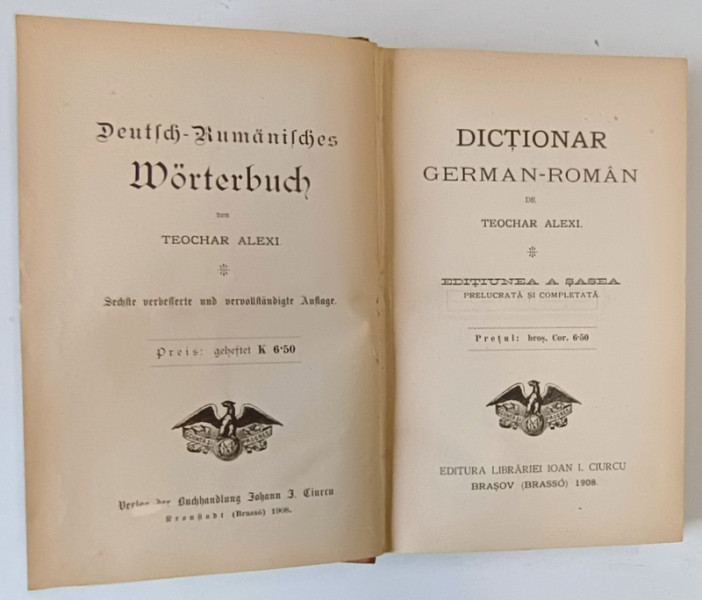 Deutsch-Rumänisches
Wörterbuch
von
TEOCHAR ALEXI.
Sechste verbesserte und vervollständigte Auflage.
Preis: geheftet K 6·50
Verlag der Buchhandlung Johann I. Ciurcu
Kronstadt (Brassó) 1908.
DICȚIONAR
GERMAN-ROMÂN
DE
TEOCHAR ALEXI.
EDIȚIUNEA A ȘASEA
PRELUCRATĂ ȘI COMPLETATĂ
Prețul: broș. Cor. 6·50
EDITURA LIBRĂRIEI IOAN I. CIURCU
BRAȘOV (BRASSÓ) 1908.